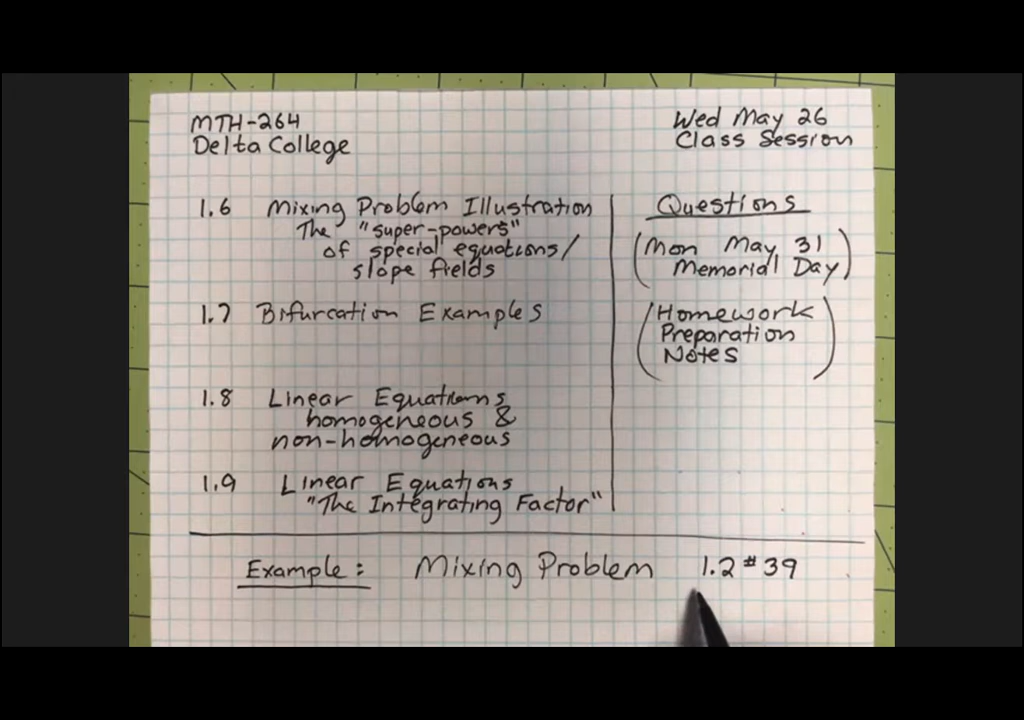 MTH-264
Delta College
Wed May 26
Class Session
1.6 Mixing Problem Illustration
The "super-powers"
of special equations/
slope fields
1.7 Bifurcation Examples
1.8 Linear Equations
homogeneous &
non-homogeneous
1.9 Linear Equations
"The Integrating Factor"
Questions
(Mon May 31
Memorial Day)
(Homework
Preparation
Notes)
Example: Mixing Problem 1.2 #39